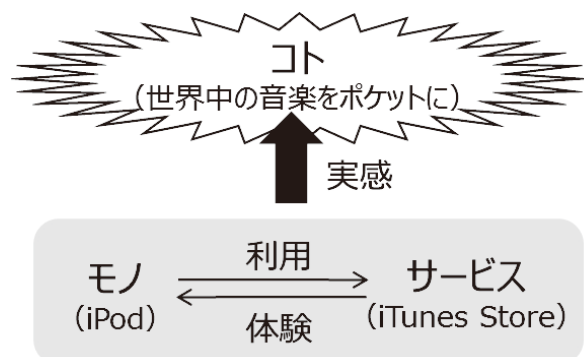 コト
（世界中の音楽をポケットに）
実感
モノ
（iPod）
利用
体験
サービス
（iTunes Store）